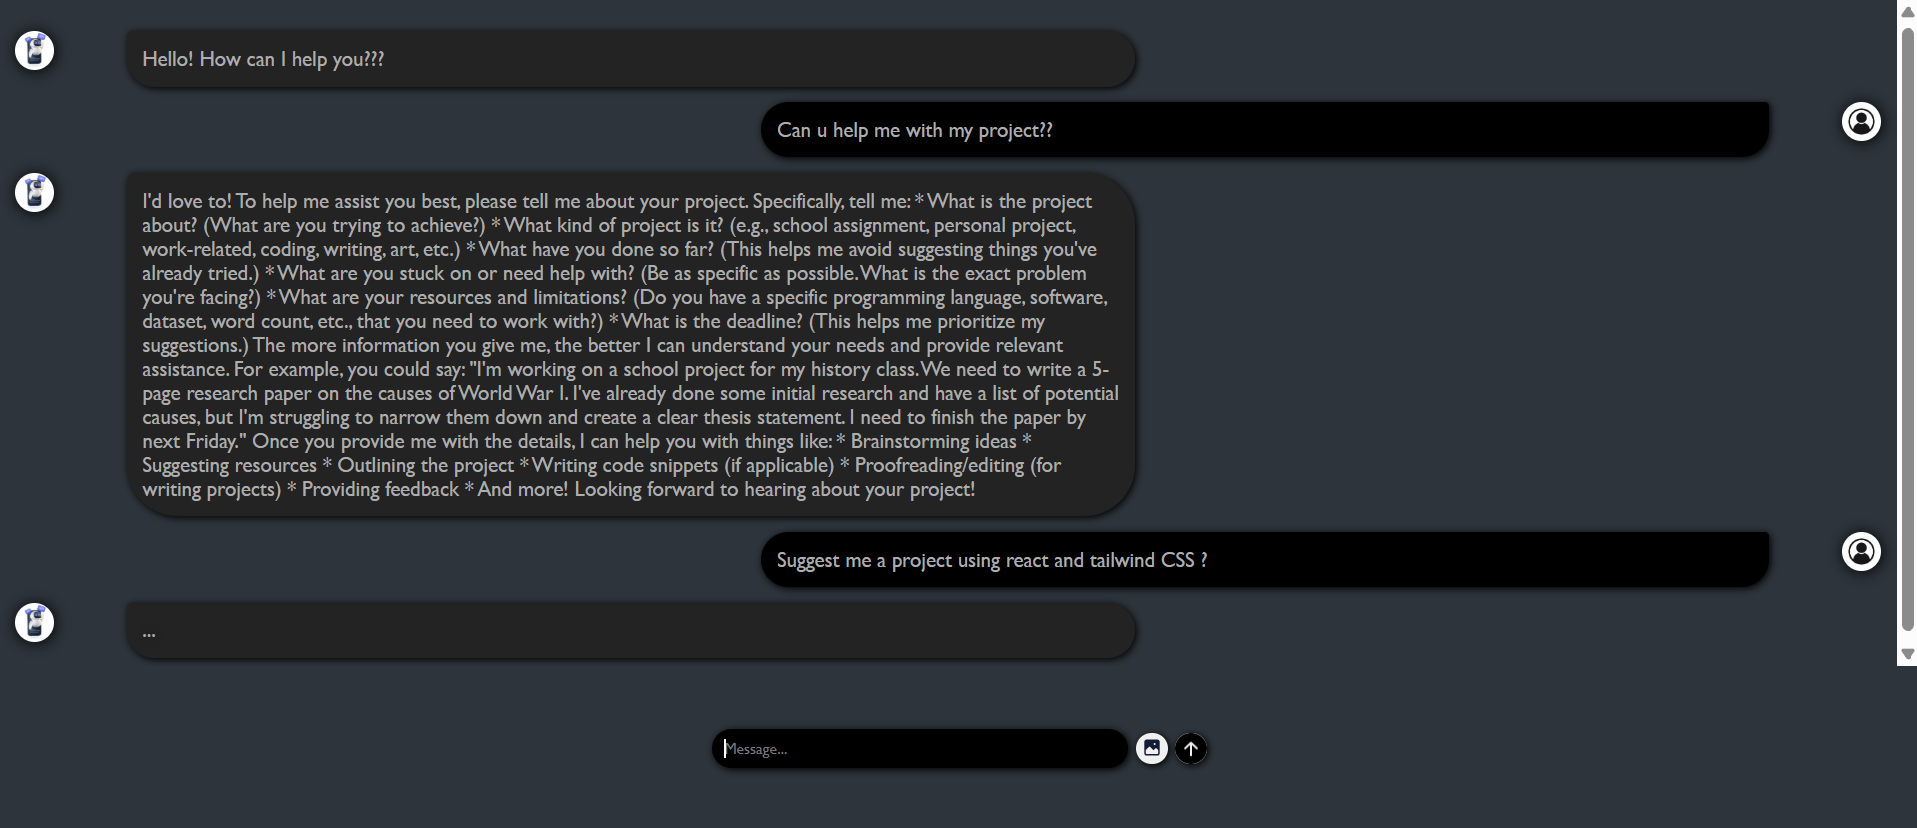 Hello! How can I help you???
Can u help me with my project??
I'd love to! To help me assist you best, please tell me about your project. Specifically, tell me: * What is the project
about? (What are you trying to achieve?) * What kind of project is it? (e.g., school assignment, personal project,
work-related, coding, writing, art, etc.) * What have you done so far? (This helps me avoid suggesting things you've
already tried.) * What are you stuck on or need help with? (Be as specific as possible. What is the exact problem
you're facing?) * What are your resources and limitations? (Do you have a specific programming language, software,
dataset, word count, etc., that you need to work with?) * What is the deadline? (This helps me prioritize my
suggestions.) The more information you give me, the better I can understand your needs and provide relevant
assistance. For example, you could say: "I'm working on a school project for my history class. We need to write a 5-
page research paper on the causes of World War I. I've already done some initial research and have a list of potential
causes, but I'm struggling to narrow them down and create a clear thesis statement. I need to finish the paper by
next Friday." Once you provide me with the details, I can help you with things like: * Brainstorming ideas *
Suggesting resources * Outlining the project * Writing code snippets (if applicable) * Proofreading/editing (for
writing projects) * Providing feedback * And more! Looking forward to hearing about your project!
Suggest me a project using react and tailwind CSS ?
...
Message...